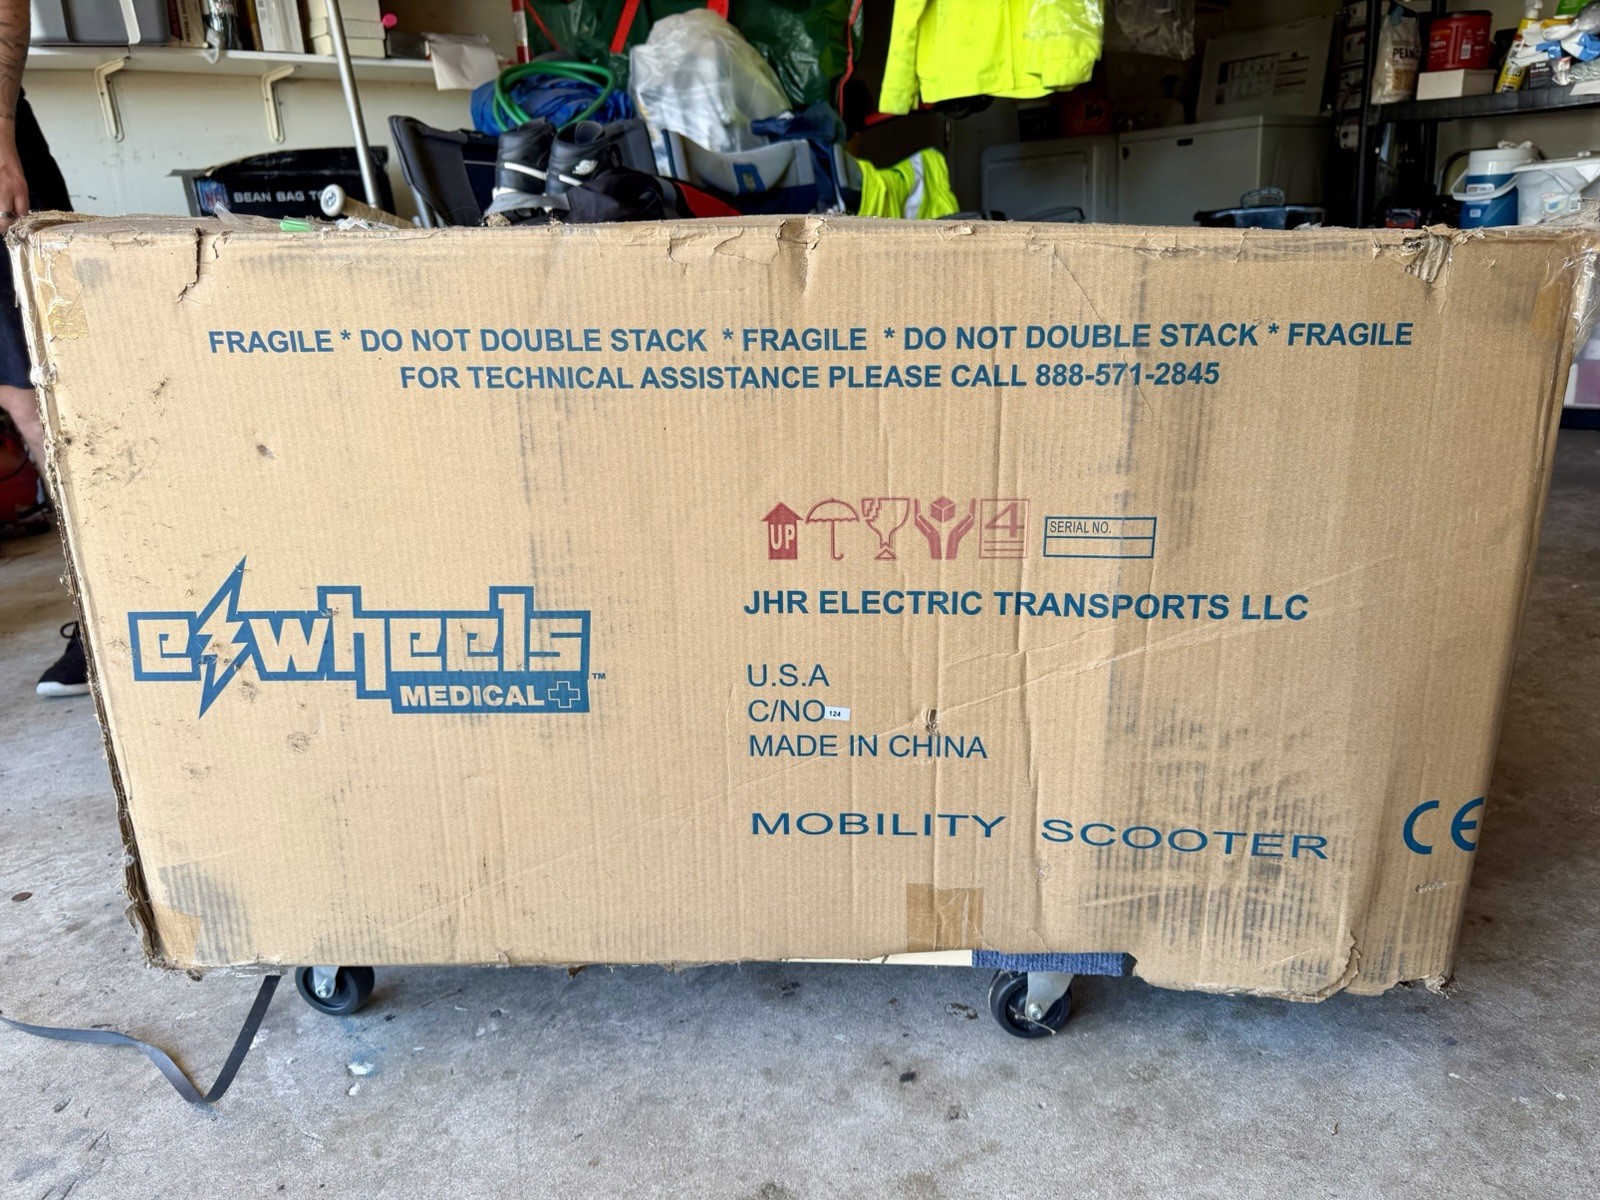 PEAN
BEAN BAG TO
FRAGILE * DO NOT DOUBLE STACK * FRAGILE * DO NOT DOUBLE STACK * FRAGILE
FOR TECHNICAL ASSISTANCE PLEASE CALL 888-571-2845
UP
4
SERIAL NO.
e wheels ™
MEDICAL
JHR ELECTRIC TRANSPORTS LLC
U.S.A
C/NO 124
MADE IN CHINA
MOBILITY SCOOTER
CE